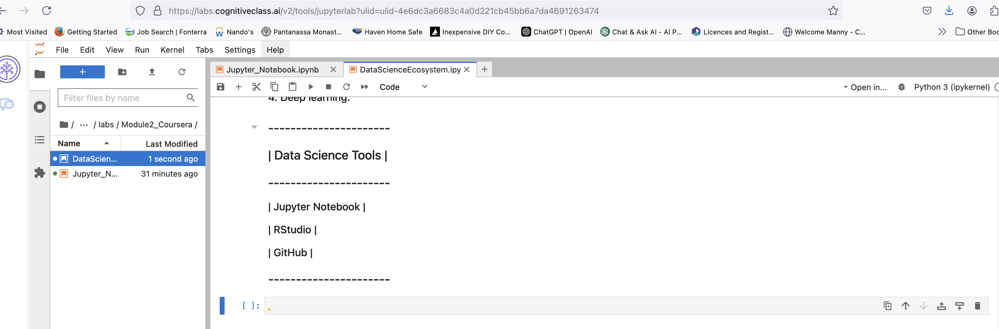 https://labs.cognitiveclass.ai/v2/tools/jupyterlab?ulid=ulid-4e6dc3a6683c4a0d221cb45bb6a7da4691263474
Most Visited Getting Started Job Search | Fonterra Nando's Pantanassa Monast... Haven Home Safe Inexpensive DIY Co... ChatGPT | OpenAI Chat & Ask AI - AI P... Licences and Regist... Welcome Manny - C... Other Boo
File Edit View Run Kernel Tabs Settings Help
Jupyter_Notebook.ipynb DataScienceEcosystem.ipy
Code Open in... Python 3 (ipykernel)
Filter files by name
/ ... / labs / Module2_Coursera /
Name Last Modified
DataScien... 1 second ago
Jupyter_N... 31 minutes ago
4. Deep learning.
----------------------
| Data Science Tools |
----------------------
| Jupyter Notebook |
| RStudio |
| GitHub |
----------------------
[ ]: